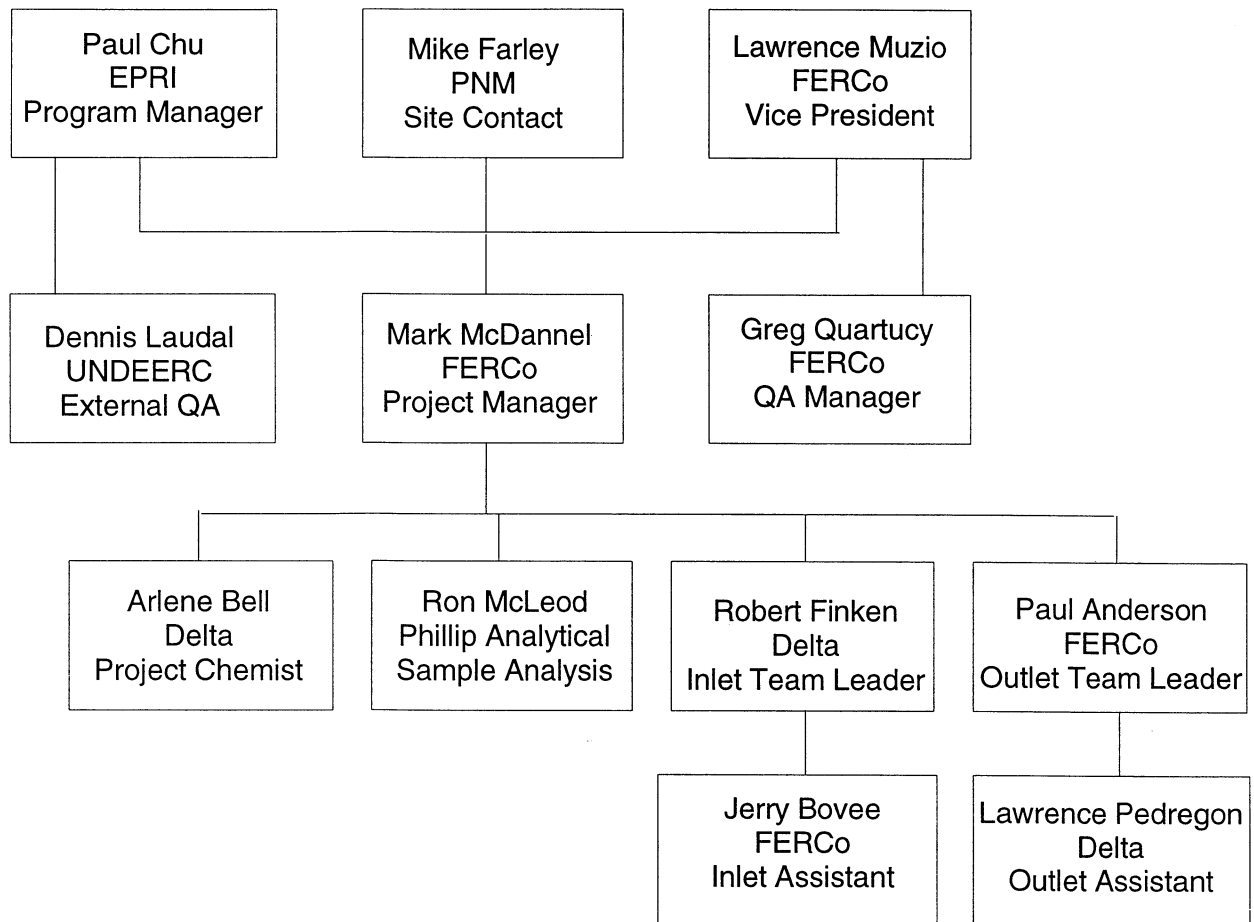 Paul Chu
EPRI
Program Manager
Mike Farley
PNM
Site Contact
Lawrence Muzio
FERCo
Vice President
Dennis Laudal
UNDEERC
External QA
Mark McDannel
FERCo
Project Manager
Greg Quartucy
FERCo
QA Manager
Arlene Bell
Delta
Project Chemist
Ron McLeod
Phillip Analytical
Sample Analysis
Robert Finken
Delta
Inlet Team Leader
Paul Anderson
FERCo
Outlet Team Leader
Jerry Bovee
FERCo
Inlet Assistant
Lawrence Pedregon
Delta
Outlet Assistant